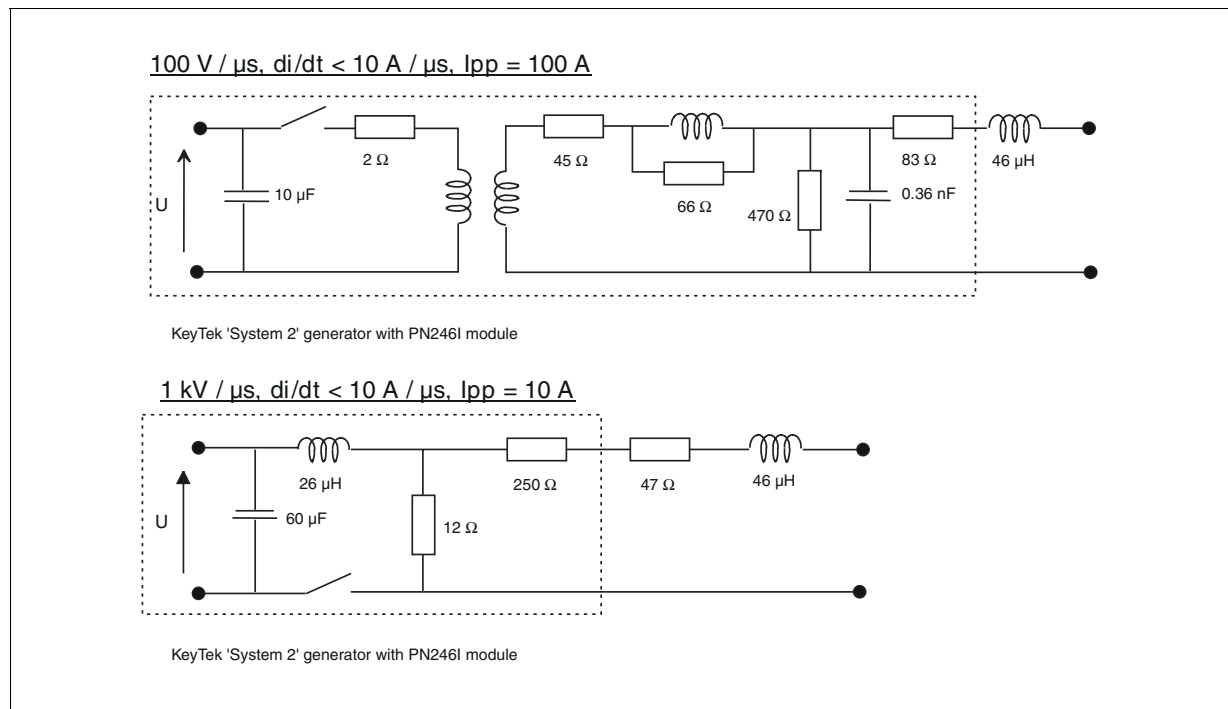 100 V / µs, di/dt < 10 A / µs, Ipp = 100 A
2 Ω
45 Ω
83 Ω
46 µH
U
10 µF
66 Ω
470 Ω
0.36 nF
KeyTek 'System 2' generator with PN246I module
1 kV / µs, di/dt < 10 A / µs, Ipp = 10 A
26 µH
250 Ω
47 Ω
46 µH
U
60 µF
12 Ω
KeyTek 'System 2' generator with PN246I module